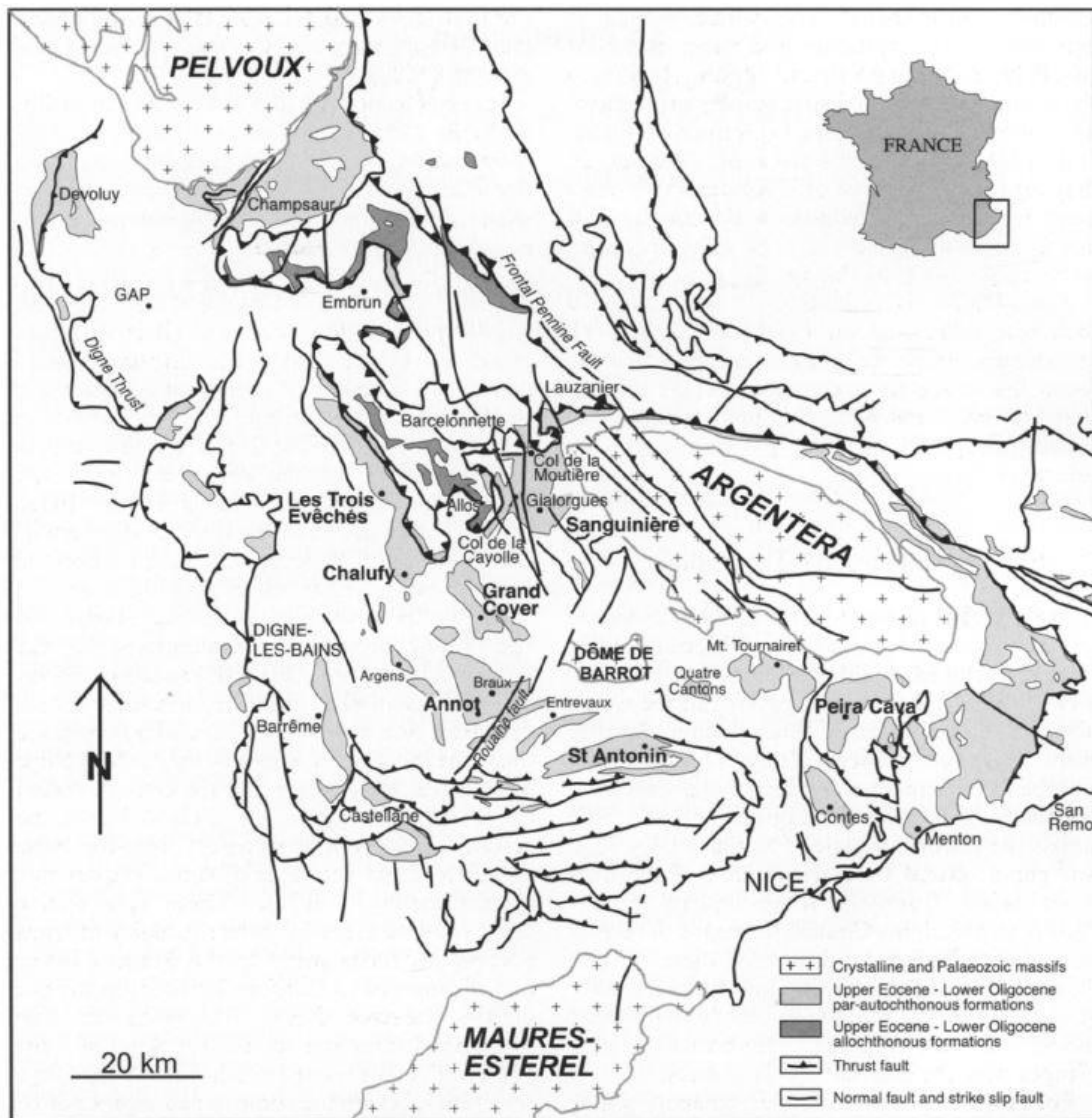 PELVOUX
FRANCE
Devoluy
Champsaur
GAP
Embrun
Frontal Pennine Fault
Digne Thrust
Lauzanier
Barcelonnette
Col de la
Moutière
ARGENTERA
Les Trois
Evêchés
Allos
Gialorgues
Sanguinière
Col de la
Cayolle
Chalufy
Grand
Coyer
DIGNE-
LES-BAINS
DÔME DE
BARROT
Mt. Tournairet
Argens
Braux
Quatre
Cantons
Annot
Rouaine fault
Entrevaux
Peira Cava
Barrême
N
St Antonin
Castellane
Contes
San
Remo
Menton
NICE
MAURES-
ESTEREL
20 km
Crystalline and Palaeozoic massifs
Upper Eocene - Lower Oligocene
par-autochthonous formations
Upper Eocene - Lower Oligocene
allochthonous formations
Thrust fault
Normal fault and strike slip fault